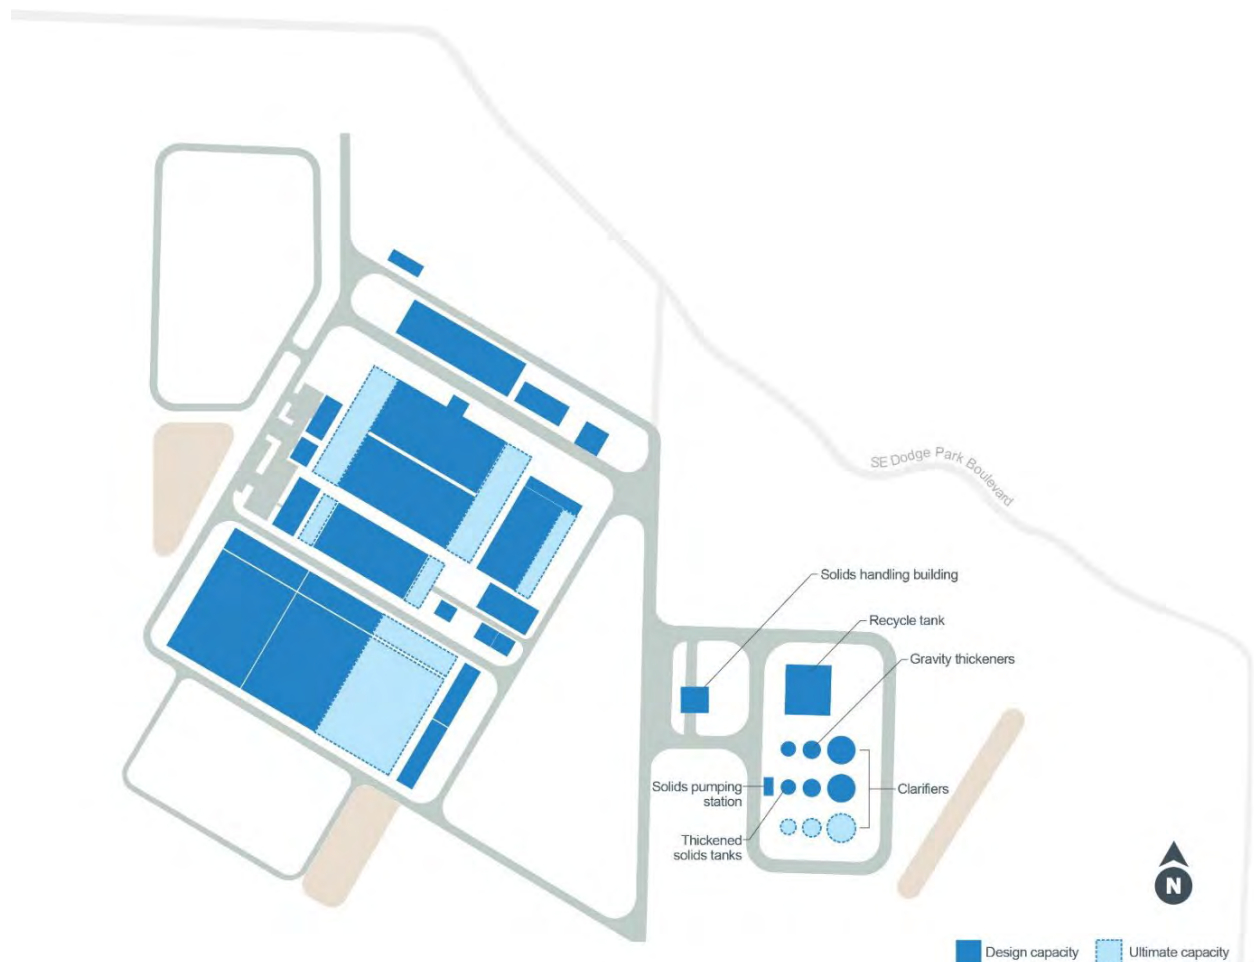 SE Dodge Park Boulevard
Solids handling building
Recycle tank
Gravity thickeners
Solids pumping
station
Clarifiers
Thickened
solids tanks
N
Design capacity
Ultimate capacity